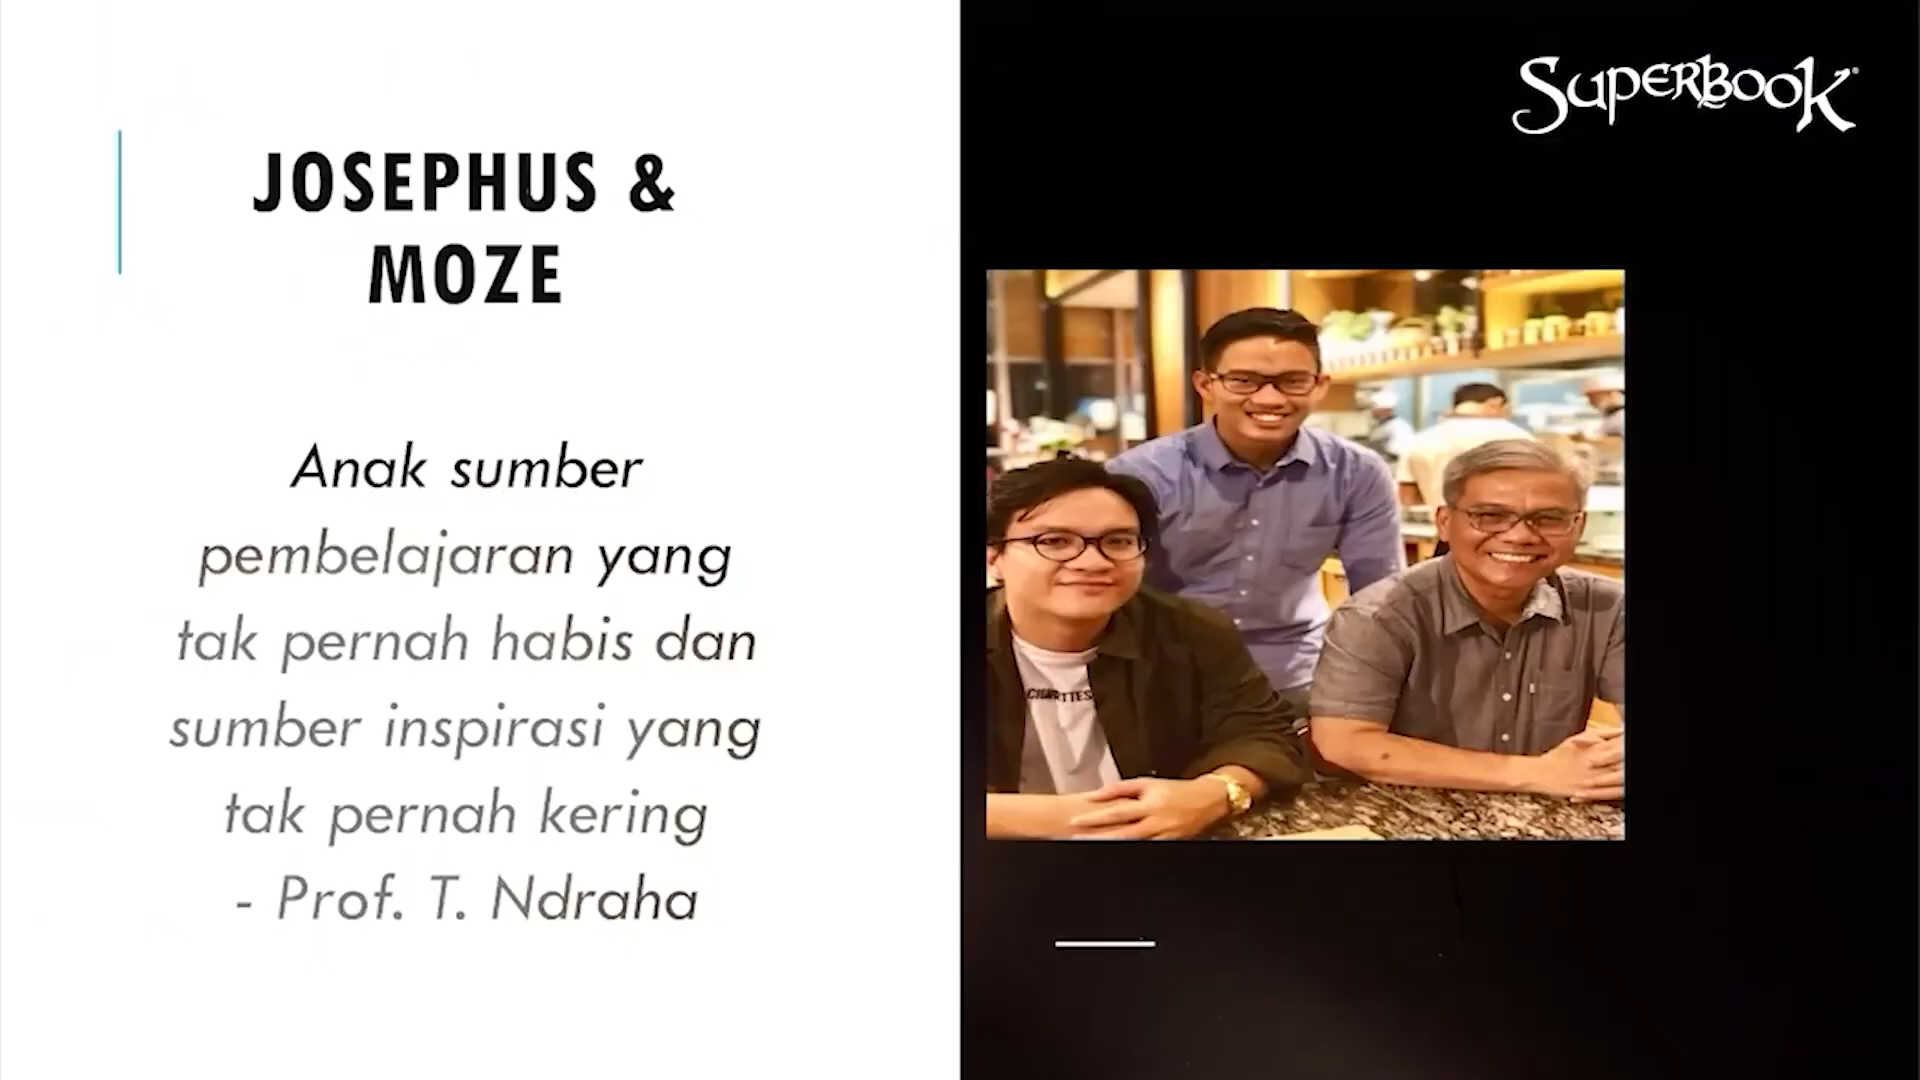 JOSEPHUS &
MOZE
Anak sumber
pembelajaran yang
tak pernah habis dan
sumber inspirasi yang
tak pernah kering
- Prof. T. Ndraha
SUPERBOOK